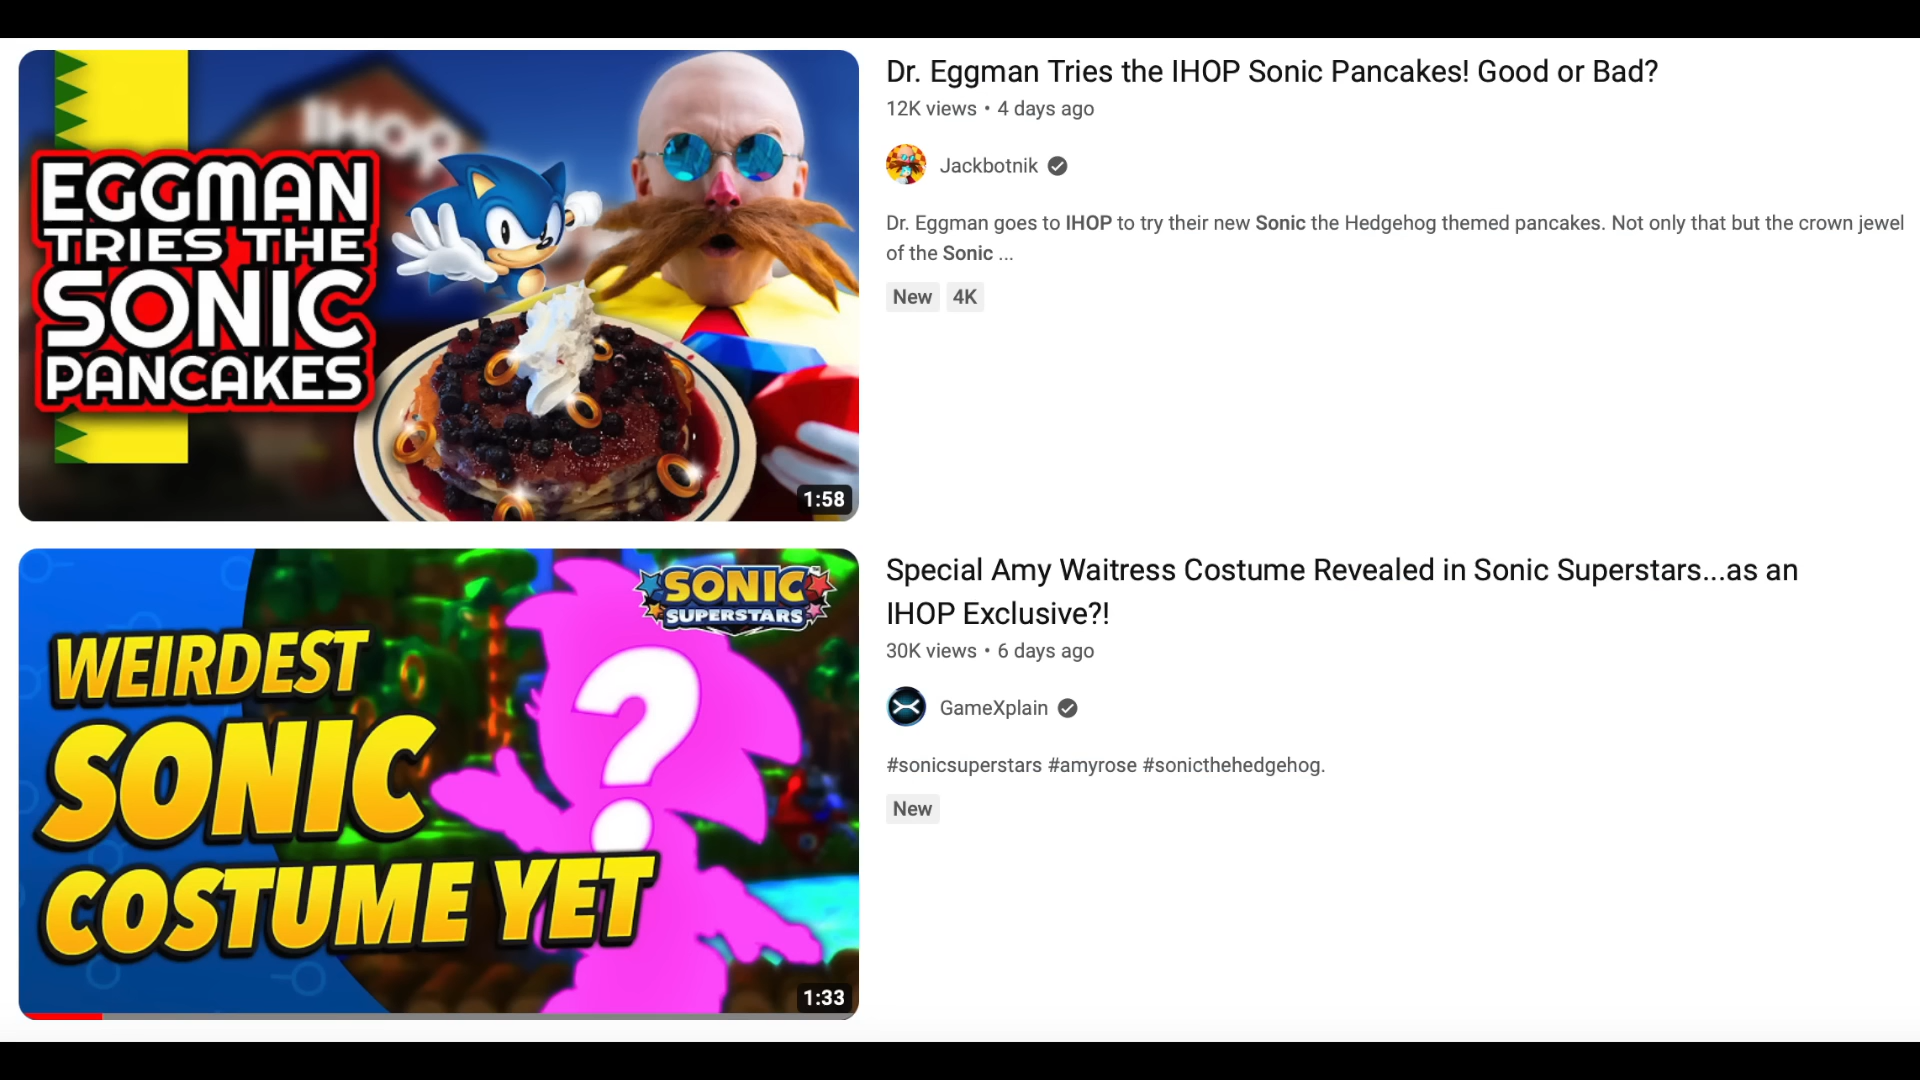 IHOP
EGGMAN
TRIES THE
SONIC
PANCAKES
1:58
Dr. Eggman Tries the IHOP Sonic Pancakes! Good or Bad?
12K views • 4 days ago
Jackbotnik
Dr. Eggman goes to IHOP to try their new Sonic the Hedgehog themed pancakes. Not only that but the crown jewel
of the Sonic ...
New 4K
SONIC
SUPERSTARS
WEIRDEST
SONIC
COSTUME YET
?
1:33
Special Amy Waitress Costume Revealed in Sonic Superstars...as an
IHOP Exclusive?!
30K views • 6 days ago
GameXplain
#sonicsuperstars #amyrose #sonicthehedgehog.
New